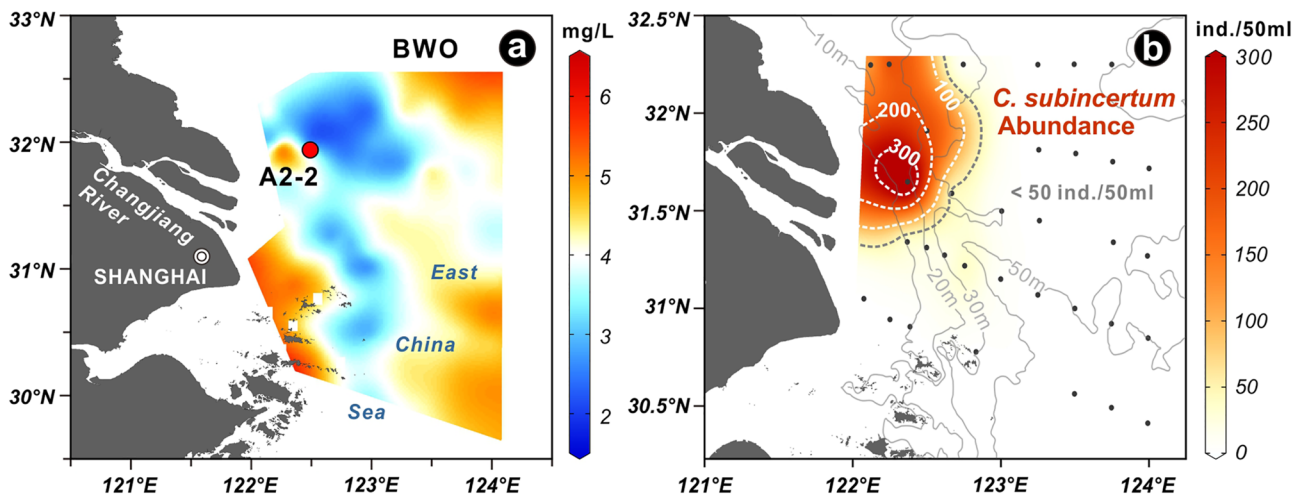 33°N
32°N
31°N
30°N
121°E
122°E
123°E
124°E
BWO
a
mg/L
6
5
4
3
2
A2-2
Changjiang
River
SHANGHAI
East
China
Sea
32.5°N
32.0°N
31.5°N
31.0°N
30.5°N
121°E
122°E
123°E
124°E
b
ind./50ml
300
250
200
150
100
50
0
10m
100
200
300
C. subincertum
Abundance
< 50 ind./50ml
20m
30m
50m